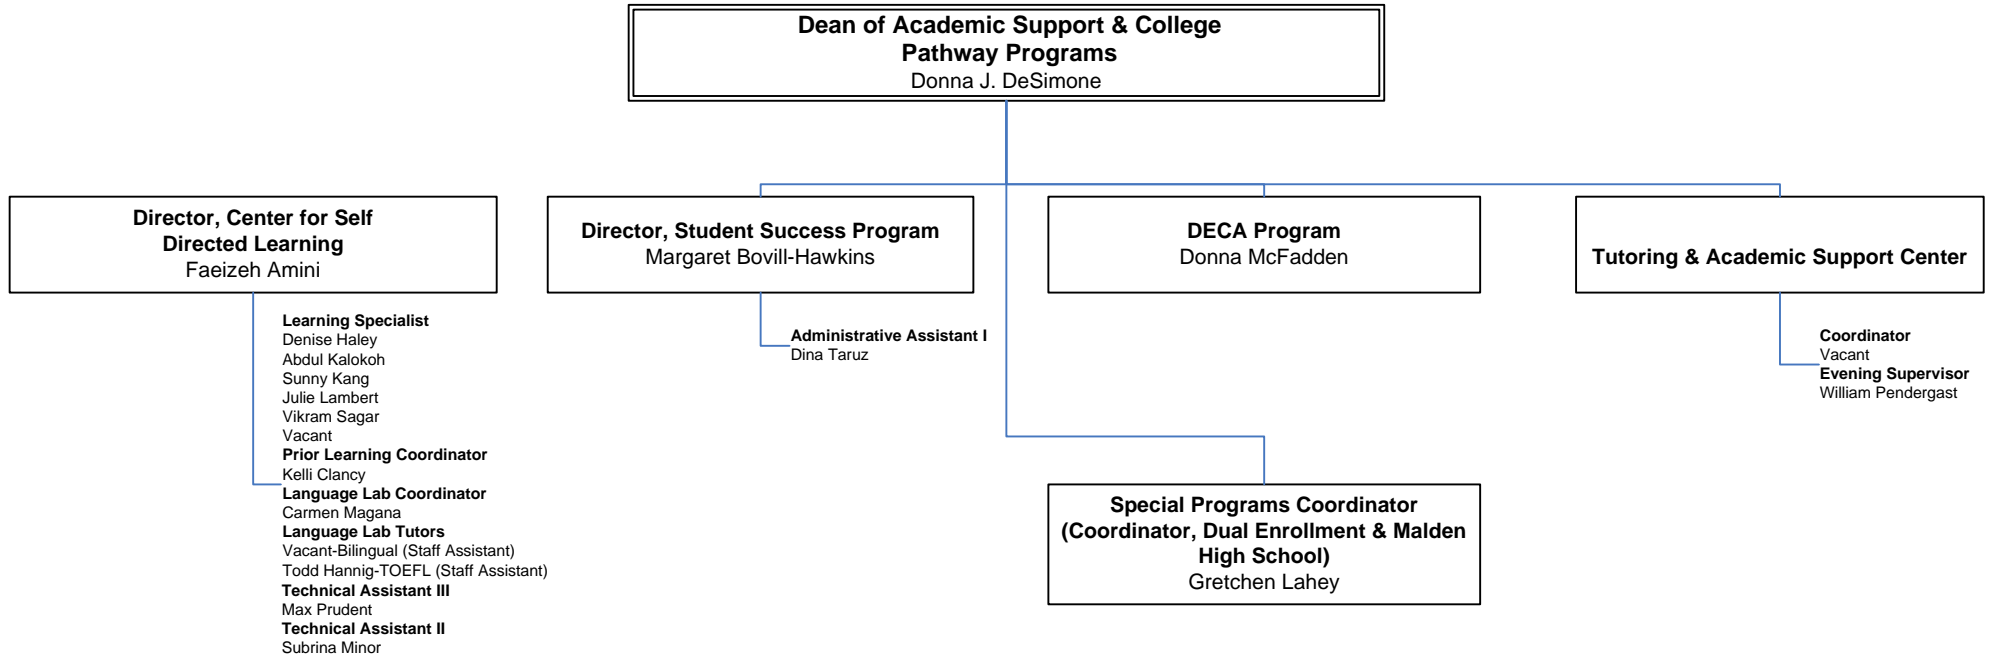 Dean of Academic Support & College
Pathway Programs
Donna J. DeSimone
Director, Center for Self
Directed Learning
Faeizeh Amini
Learning Specialist
Denise Haley
Abdul Kalokoh
Sunny Kang
Julie Lambert
Vikram Sagar
Vacant
Prior Learning Coordinator
Kelli Clancy
Language Lab Coordinator
Carmen Magana
Language Lab Tutors
Vacant-Bilingual (Staff Assistant)
Todd Hannig-TOEFL (Staff Assistant)
Technical Assistant III
Max Prudent
Technical Assistant II
Subrina Minor
Director, Student Success Program
Margaret Bovill-Hawkins
Administrative Assistant I
Dina Taruz
DECA Program
Donna McFadden
Special Programs Coordinator
(Coordinator, Dual Enrollment & Malden
High School)
Gretchen Lahey
Tutoring & Academic Support Center
Coordinator
Vacant
Evening Supervisor
William Pendergast